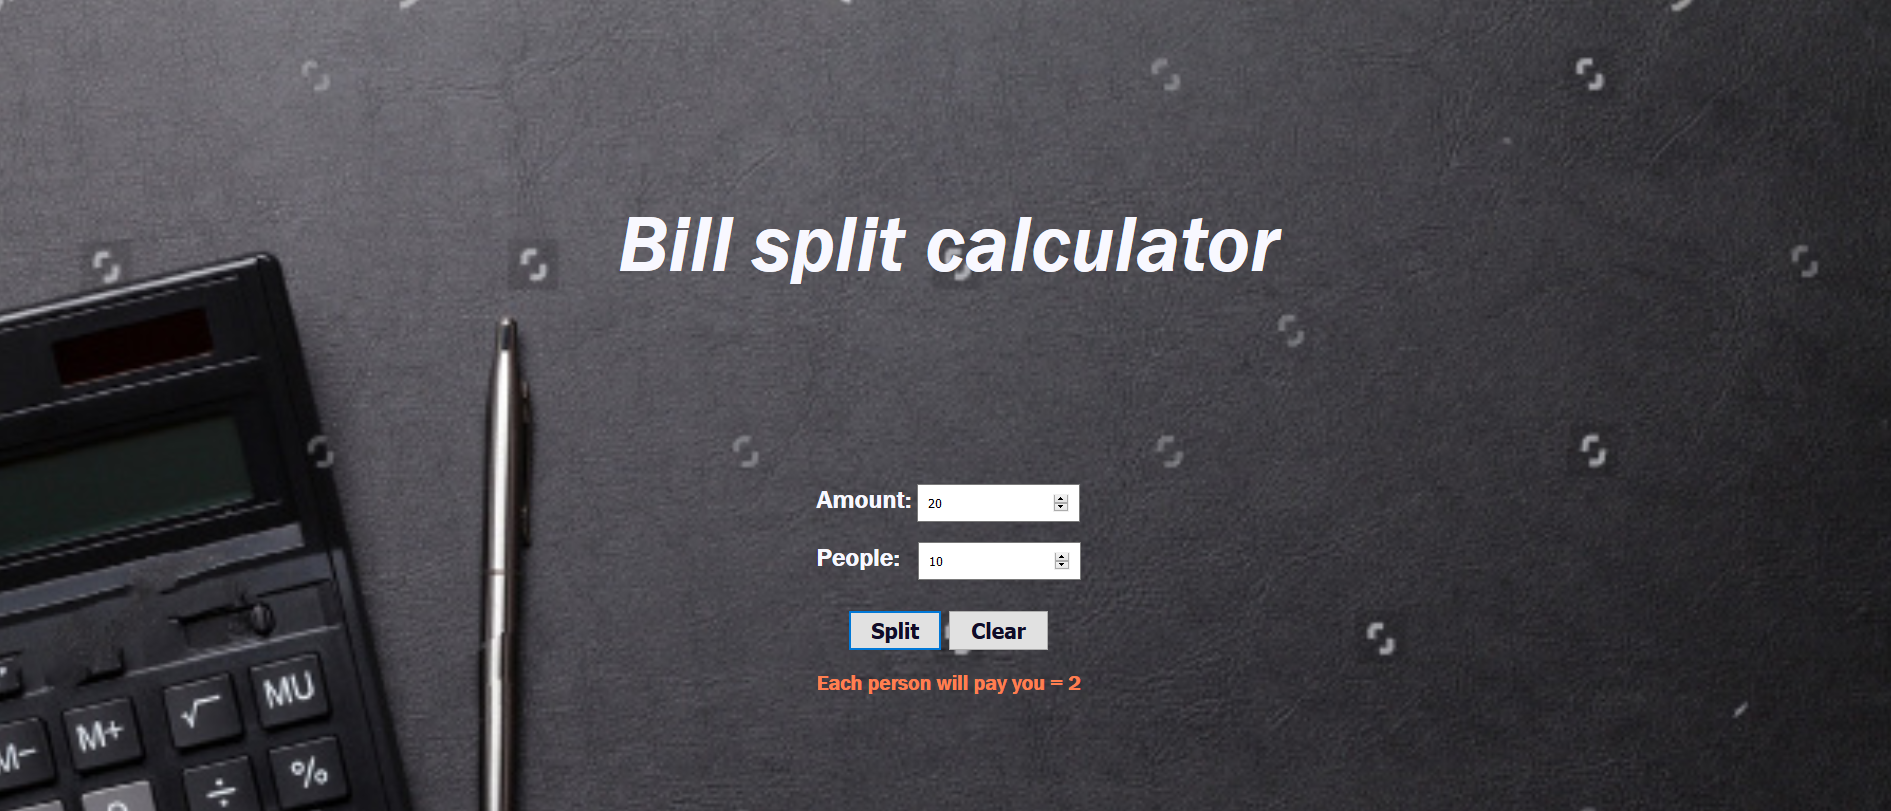 Bill split calculator
Amount: 20
People: 10
Split Clear
Each person will pay you = 2
MU
M+ √
M- %
÷